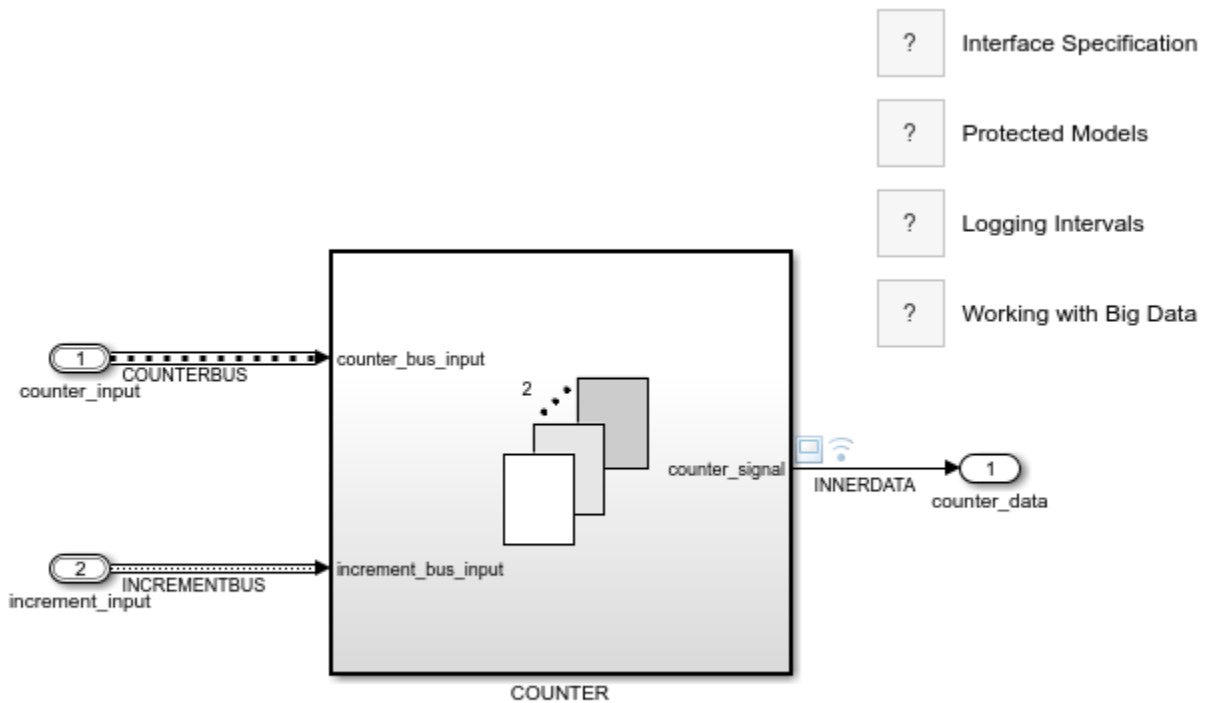 ?
Interface Specification
?
Protected Models
?
Logging Intervals
?
Working with Big Data
1
counter_input
COUNTERBUS
counter_bus_input
2
counter_signal
INNERDATA
1
counter_data
2
increment_input
INCREMENTBUS
increment_bus_input
COUNTER